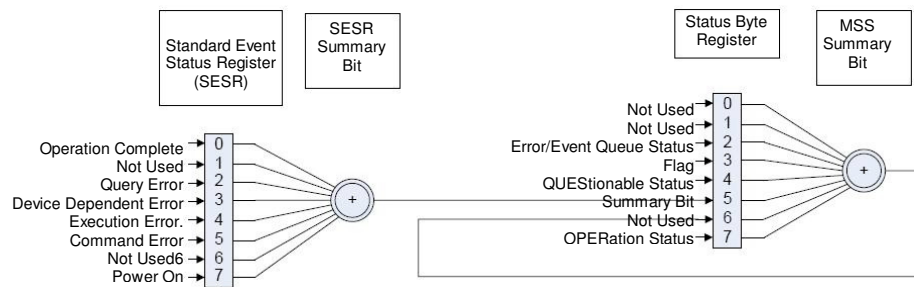 Standard Event
Status Register
(SESR)
SESR
Summary
Bit
Status Byte
Register
MSS
Summary
Bit
Operation Complete 0
Not Used 1
Query Error 2
Device Dependent Error 3
Execution Error. 4
Command Error 5
Not Used6 6
Power On 7
+
Not Used 0
Not Used 1
Error/Event Queue Status 2
Flag 3
QUEStionable Status 4
Summary Bit 5
Not Used 6
OPERation Status 7
+